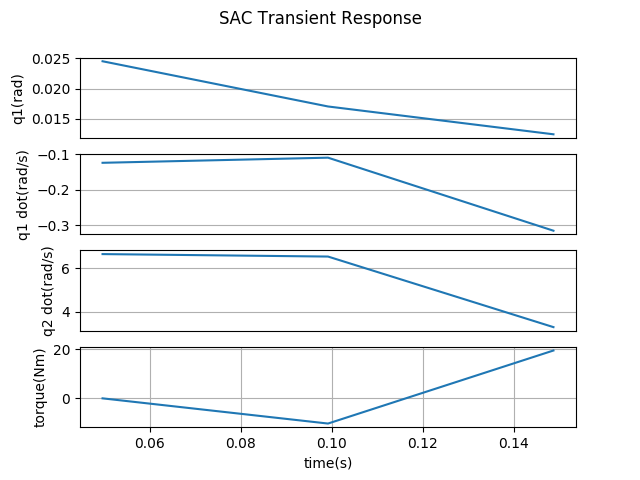 SAC Transient Response
q1(rad)
0.025
0.020
0.015
q1 dot(rad/s)
−0.1
−0.2
−0.3
q2 dot(rad/s)
6
4
torque(Nm)
20
0
0.06 0.08 0.10 0.12 0.14
time(s)